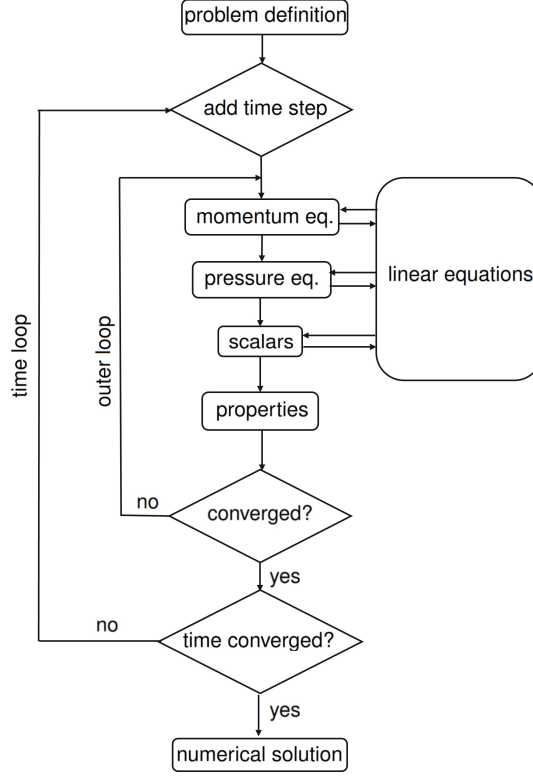 problem definition
add time step
momentum eq.
pressure eq.
linear equations
scalars
time loop
outer loop
properties
no
converged?
yes
no
time converged?
yes
numerical solution